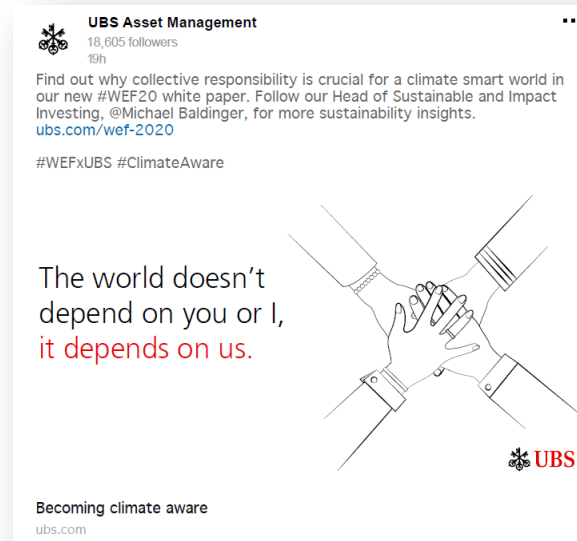 UBS Asset Management
18,605 followers
19h
Find out why collective responsibility is crucial for a climate smart world in
our new #WEF20 white paper. Follow our Head of Sustainable and Impact
Investing, @Michael Baldinger, for more sustainability insights.
ubs.com/wef-2020
#WEFxUBS #ClimateAware
The world doesn't
depend on you or I,
it depends on us.
UBS
Becoming climate aware
ubs.com